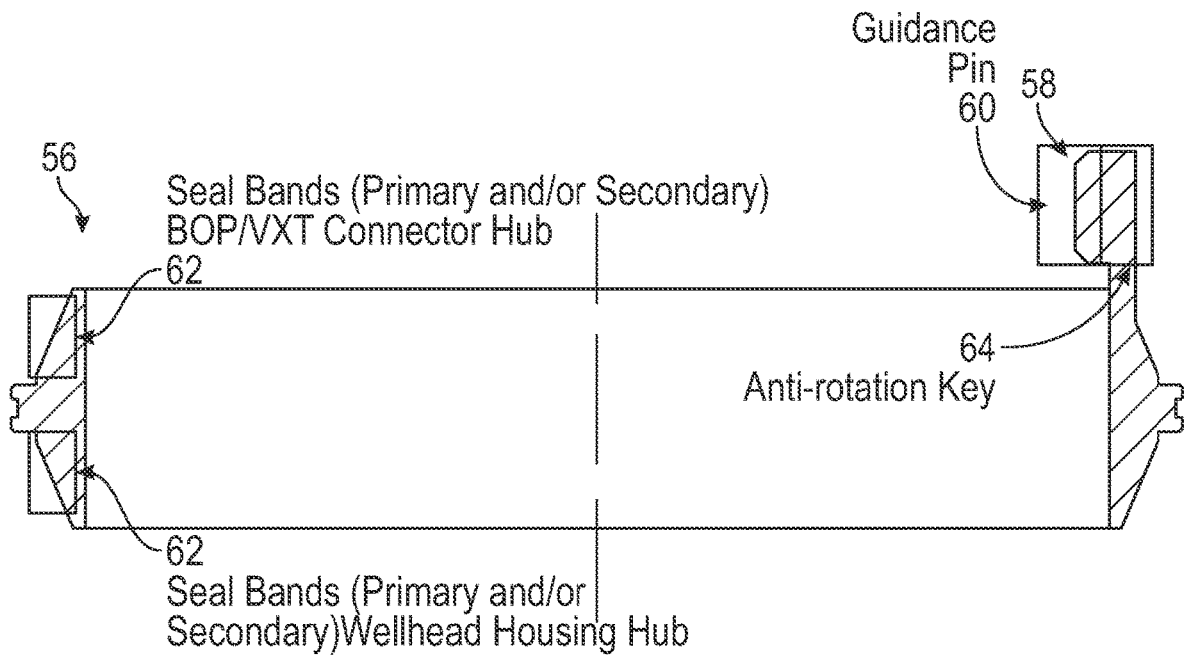 Guidance
Pin
60
58
56
Seal Bands (Primary and/or Secondary)
BOP/VXT Connector Hub
62
64
Anti-rotation Key
62
Seal Bands (Primary and/or
Secondary)Wellhead Housing Hub